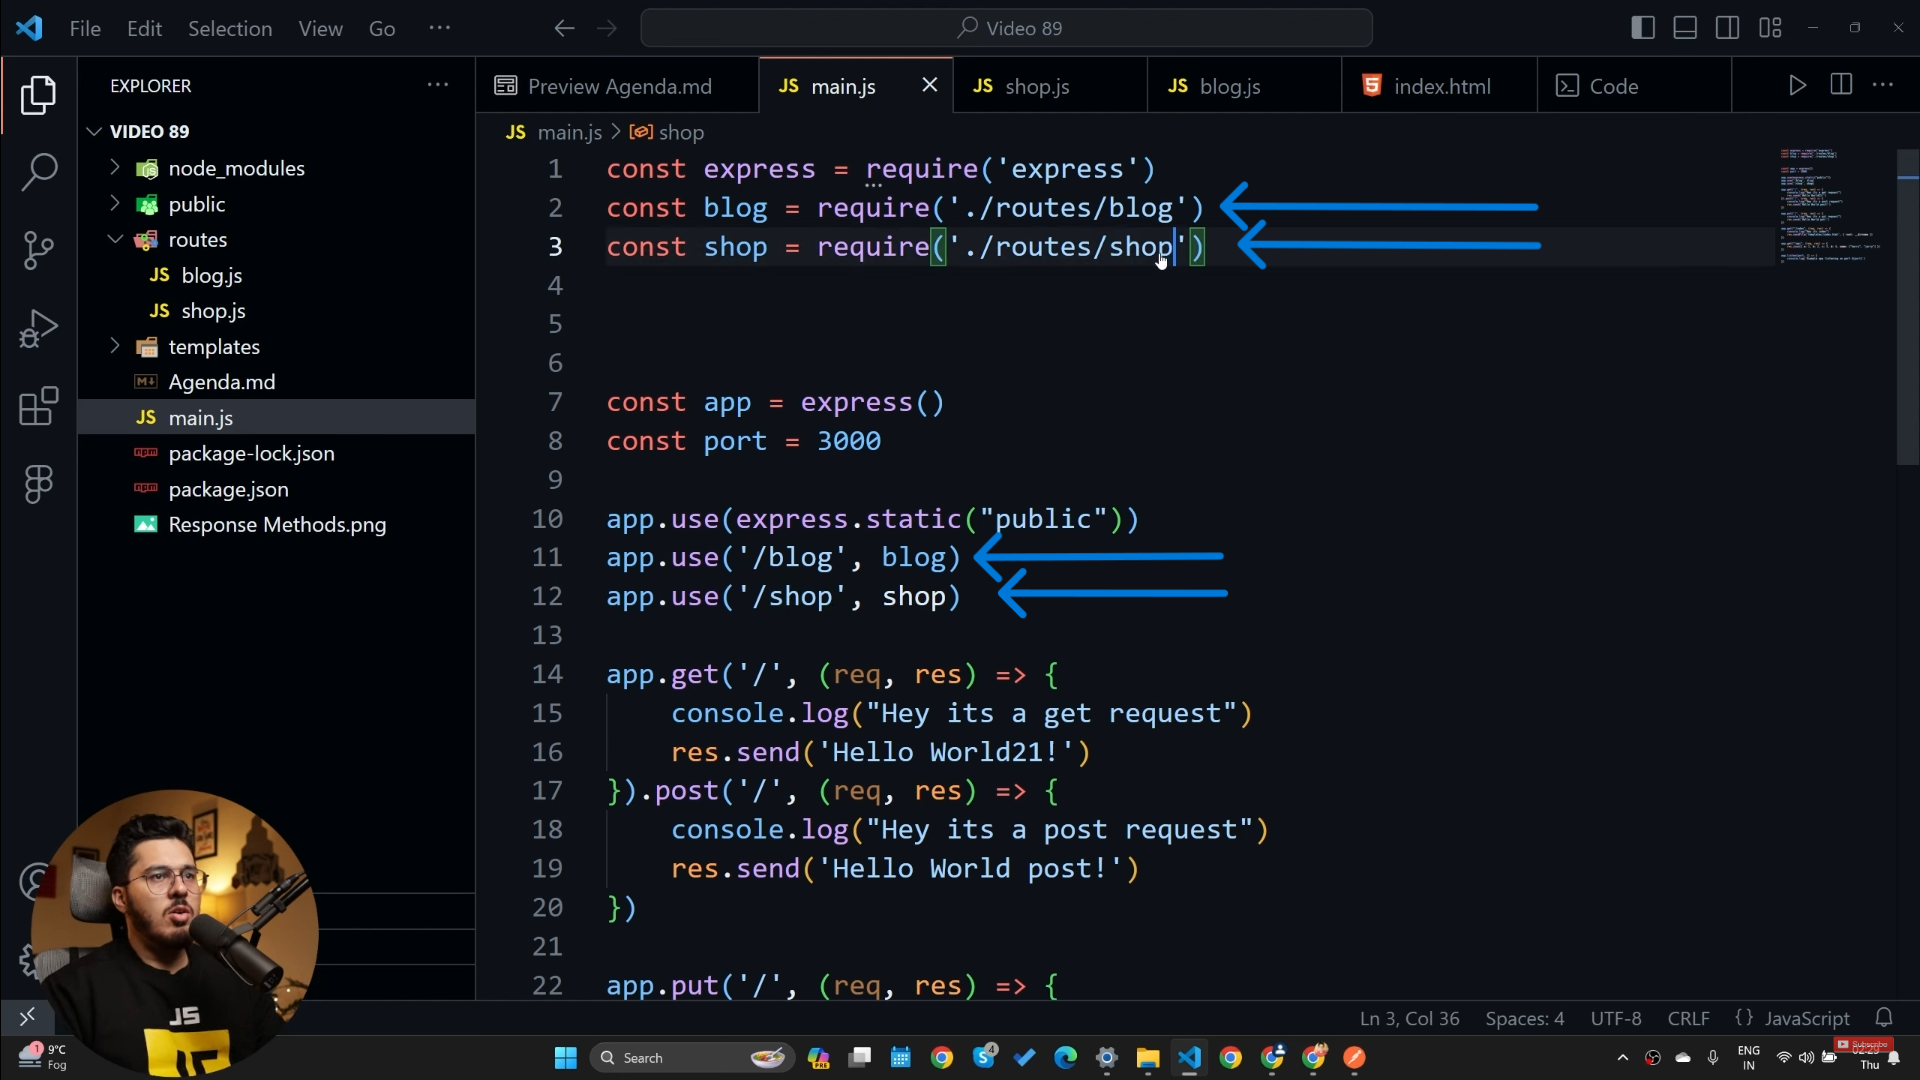 File Edit Selection View Go ···
Video 89
EXPLORER ···
Preview Agenda.md
JS main.js
JS shop.js
JS blog.js
index.html
Code
JS main.js > shop
VIDEO 89
node_modules
public
routes
JS blog.js
JS shop.js
templates
Agenda.md
JS main.js
package-lock.json
package.json
Response Methods.png
1 const express = require('express')
2 const blog = require('./routes/blog')
3 const shop = require('./routes/shop')
4
5
6
7 const app = express()
8 const port = 3000
9
10 app.use(express.static("public"))
11 app.use('/blog', blog)
12 app.use('/shop', shop)
13
14 app.get('/', (req, res) => {
15 console.log("Hey its a get request")
16 res.send('Hello World21!')
17 }).post('/', (req, res) => {
18 console.log("Hey its a post request")
19 res.send('Hello World post!')
20 })
21
22 app.put('/', (req, res) => {
JS
Ln 3, Col 36 Spaces: 4 UTF-8 CRLF {} JavaScript
1
9°C
Fog
Search
PRE
4
ENG
IN
Subscribe
Thu